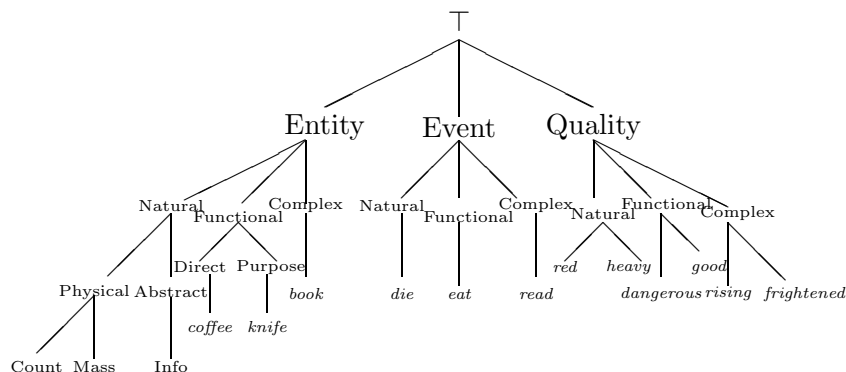 ⊤
Entity Event Quality
Natural Functional Complex Natural Functional Complex Natural Functional Complex
Direct Purpose red heavy good
Physical Abstract book die eat read dangerous rising frightened
coffee knife
Count Mass Info